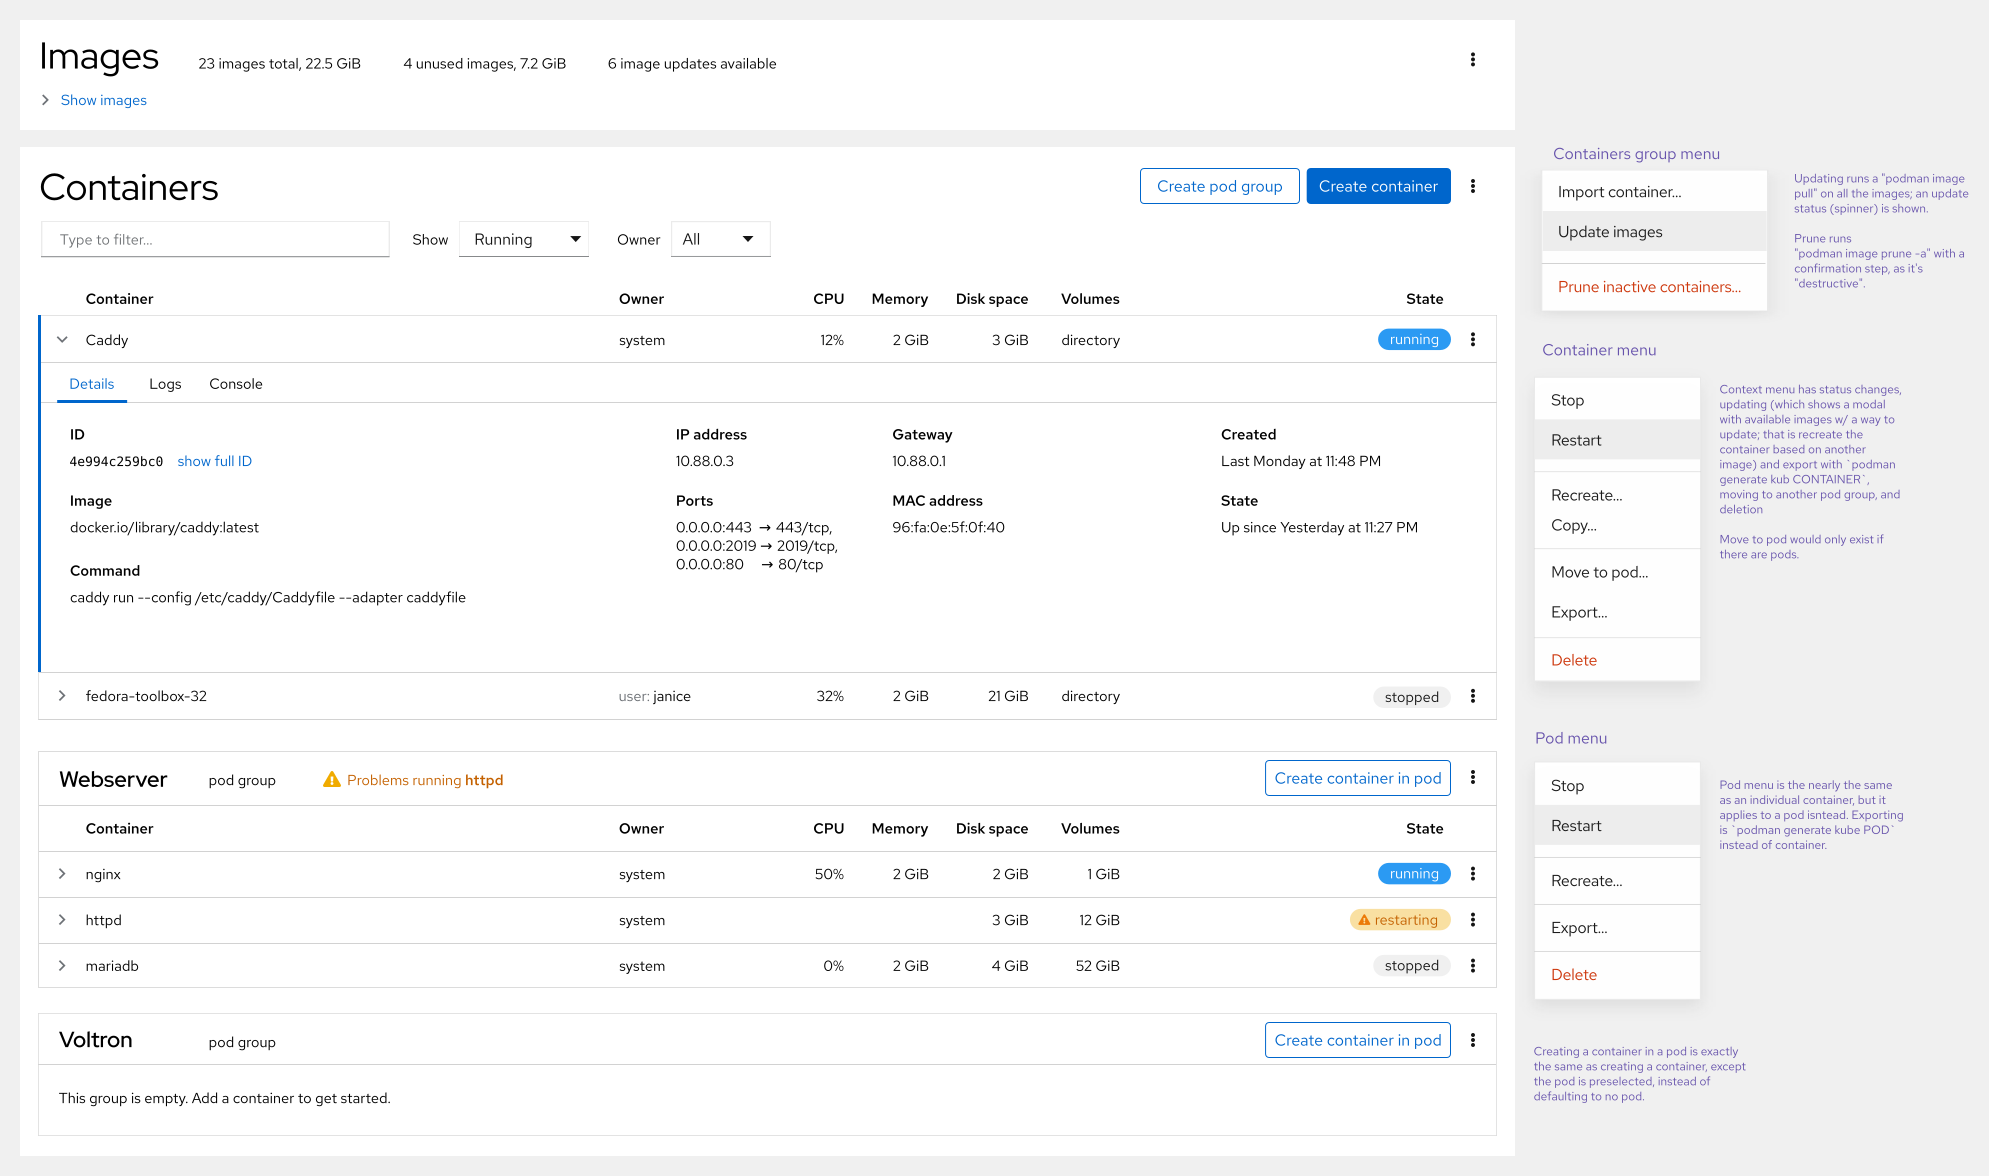 Images
23 images total, 22.5 GiB
4 unused images, 7.2 GiB
6 image updates available
Show images
Containers
Create pod group
Create container
Type to filter...
Show
Running
Owner
All
Container Owner CPU Memory Disk space Volumes State
Caddy system 12% 2 GiB 3 GiB directory running
Details Logs Console
ID
4e994c259bc0 show full ID
Image
docker.io/library/caddy:latest
Command
caddy run --config /etc/caddy/Caddyfile --adapter caddyfile
IP address
10.88.0.3
Ports
0.0.0.0:443 → 443/tcp,
0.0.0.0:2019 → 2019/tcp,
0.0.0.0:80 → 80/tcp
Gateway
10.88.0.1
MAC address
96:fa:0e:5f:0f:40
Created
Last Monday at 11:48 PM
State
Up since Yesterday at 11:27 PM
fedora-toolbox-32 user: janice 32% 2 GiB 21 GiB directory stopped
Webserver pod group Problems running httpd Create container in pod
Container Owner CPU Memory Disk space Volumes State
nginx system 50% 2 GiB 2 GiB 1 GiB running
httpd system 3 GiB 12 GiB restarting
mariadb system 0% 2 GiB 4 GiB 52 GiB stopped
Voltron pod group Create container in pod
This group is empty. Add a container to get started.
Containers group menu
Import container...
Update images
Prune inactive containers...
Updating runs a "podman image
pull" on all the images; an update
status (spinner) is shown.
Prune runs
"podman image prune -a" with a
confirmation step, as it's
"destructive".
Container menu
Stop
Restart
Recreate...
Copy...
Move to pod...
Export...
Delete
Context menu has status changes,
updating (which shows a modal
with available images w/ a way to
update; that is recreate the
container based on another
image) and export with `podman
generate kub CONTAINER`,
moving to another pod group, and
deletion
Move to pod would only exist if
there are pods.
Pod menu
Stop
Restart
Recreate...
Export...
Delete
Pod menu is the nearly the same
as an individual container, but it
applies to a pod isntead. Exporting
is `podman generate kube POD`
instead of container.
Creating a container in a pod is exactly
the same as creating a container, except
the pod is preselected, instead of
defaulting to no pod.